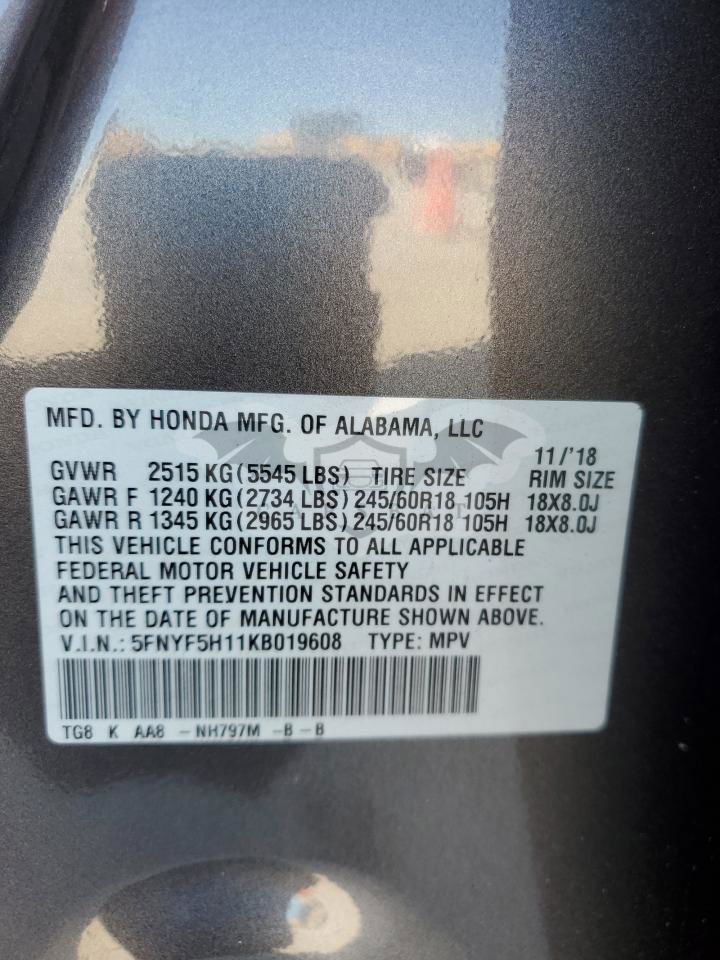 MFD. BY HONDA MFG. OF ALABAMA, LLC
11/'18
GVWR 2515 KG (5545 LBS) TIRE SIZE RIM SIZE
GAWR F 1240 KG (2734 LBS) 245/60R18 105H 18X8.0J
GAWR R 1345 KG (2965 LBS) 245/60R18 105H 18X8.0J
THIS VEHICLE CONFORMS TO ALL APPLICABLE
FEDERAL MOTOR VEHICLE SAFETY
AND THEFT PREVENTION STANDARDS IN EFFECT
ON THE DATE OF MANUFACTURE SHOWN ABOVE.
V.I.N.: 5FNYF5H11KB019608 TYPE: MPV
TG8 K AA8 - NH797M - B - B